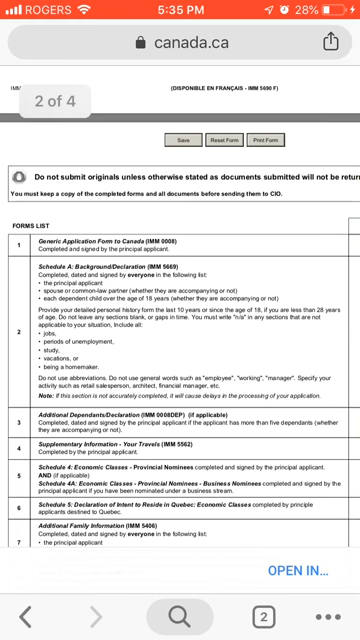 ROGERS 5:35 PM 28%
canada.ca
IMM
(DISPONIBLE EN FRANÇAIS - IMM 5690 F)
2 of 4
Save Reset Form Print Form
Do not submit originals unless otherwise stated as documents submitted will not be retur
You must keep a copy of the completed forms and all documents before sending them to CIO.
FORMS LIST
1 Generic Application Form to Canada (IMM 0008)
Completed and signed by the principal applicant.
Schedule A: Background/Declaration (IMM 5669)
Completed, dated and signed by everyone in the following list:
• the principal applicant
• spouse or common-law partner (whether they are accompanying or not)
• each dependent child over the age of 18 years (whether they are accompanying or not)
Provide your detailed personal history form the last 10 years or since the age of 18, if you are less than 28 years
of age. Do not leave any sections blank, or gaps in time. You must write "n/a" in any sections that are not
2 applicable to your situation, Include all:
• jobs,
• periods of unemployment,
• study,
• vacations, or
• being a homemaker.
Do not use abbreviations. Do not use general words such as "employee", "working", "manager". Specify your
activity such as retail salesperson, architect, financial manager, etc.
Note: If this section is not accurately completed, it will cause delays in the processing of your application.
3 Additional Dependants/Declaration (IMM 0008DEP) (if applicable)
Completed, dated and signed by the principal applicant if the applicant has more than five dependants (whether
they are accompanying or not).
4 Supplementary Information - Your Travels (IMM 5562)
Completed by the principal applicant.
Schedule 4: Economic Classes - Provincial Nominees completed and signed by the principal applicant.
5 AND (if applicable)
Schedule 4A: Economic Classes - Provincial Nominees - Business Nominees completed and signed by the
principal applicant if you have been nominated under a business stream.
6 Schedule 5: Declaration of Intent to Reside in Quebec: Economic Classes completed by principle
applicants destined to Quebec.
Additional Family Information (IMM 5406)
Completed, dated and signed by everyone in the following list:
7 • the principal applicant
OPEN IN...
2